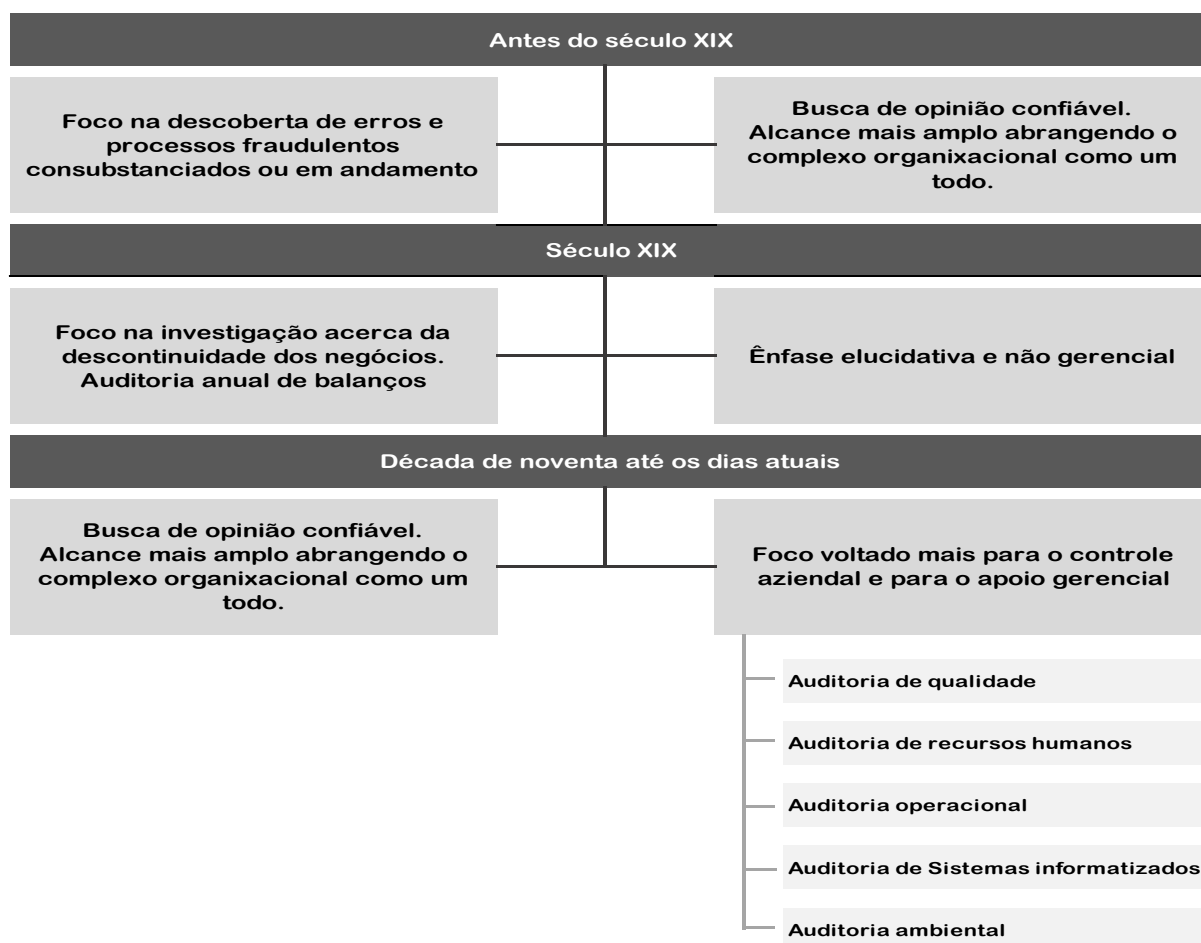 Antes do século XIX
Foco na descoberta de erros e
processos fraudulentos
consubstanciados ou em andamento
Busca de opinião confiável.
Alcance mais amplo abrangendo o
complexo organixacional como um
todo.
Século XIX
Foco na investigação acerca da
descontinuidade dos negócios.
Auditoria anual de balanços
Ênfase elucidativa e não gerencial
Década de noventa até os dias atuais
Busca de opinião confiável.
Alcance mais amplo abrangendo o
complexo organixacional como um
todo.
Foco voltado mais para o controle
aziendal e para o apoio gerencial
Auditoria de qualidade
Auditoria de recursos humanos
Auditoria operacional
Auditoria de Sistemas informatizados
Auditoria ambiental